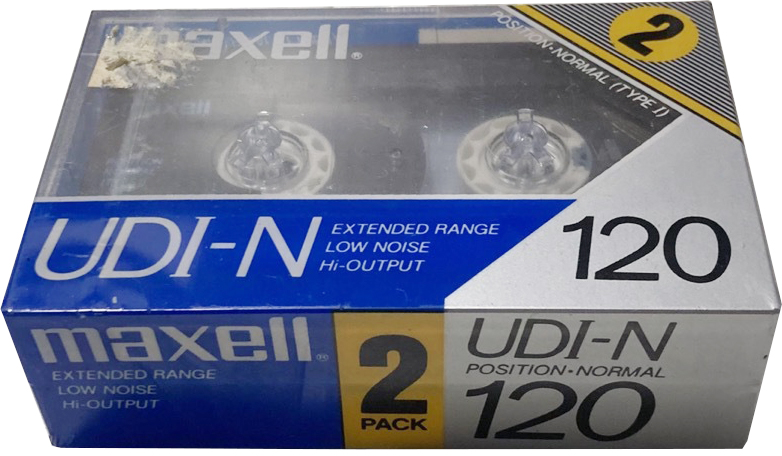 maxell®
2
POSITION·NORMAL (TYPE I)
maxell
UDI-N
EXTENDED RANGE
LOW NOISE
Hi-OUTPUT
120
maxell®
EXTENDED RANGE
LOW NOISE
Hi-OUTPUT
2
PACK
UDI-N
POSITION·NORMAL
120